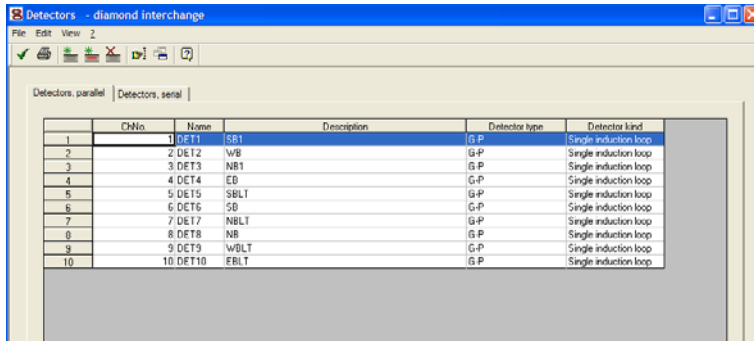 Detectors - diamond interchange
File Edit View ?
Detectors, parallel Detectors, serial
ChNo. Name Description Detector type Detector kind
1 1 DET1 SB1 G-P Single induction loop
2 2 DET2 WB G-P Single induction loop
3 3 DET3 NB1 G-P Single induction loop
4 4 DET4 EB G-P Single induction loop
5 5 DET5 SBLT G-P Single induction loop
6 6 DET6 SB G-P Single induction loop
7 7 DET7 NBLT G-P Single induction loop
8 8 DET8 NB G-P Single induction loop
9 9 DET9 WBLT G-P Single induction loop
10 10 DET10 EBLT G-P Single induction loop